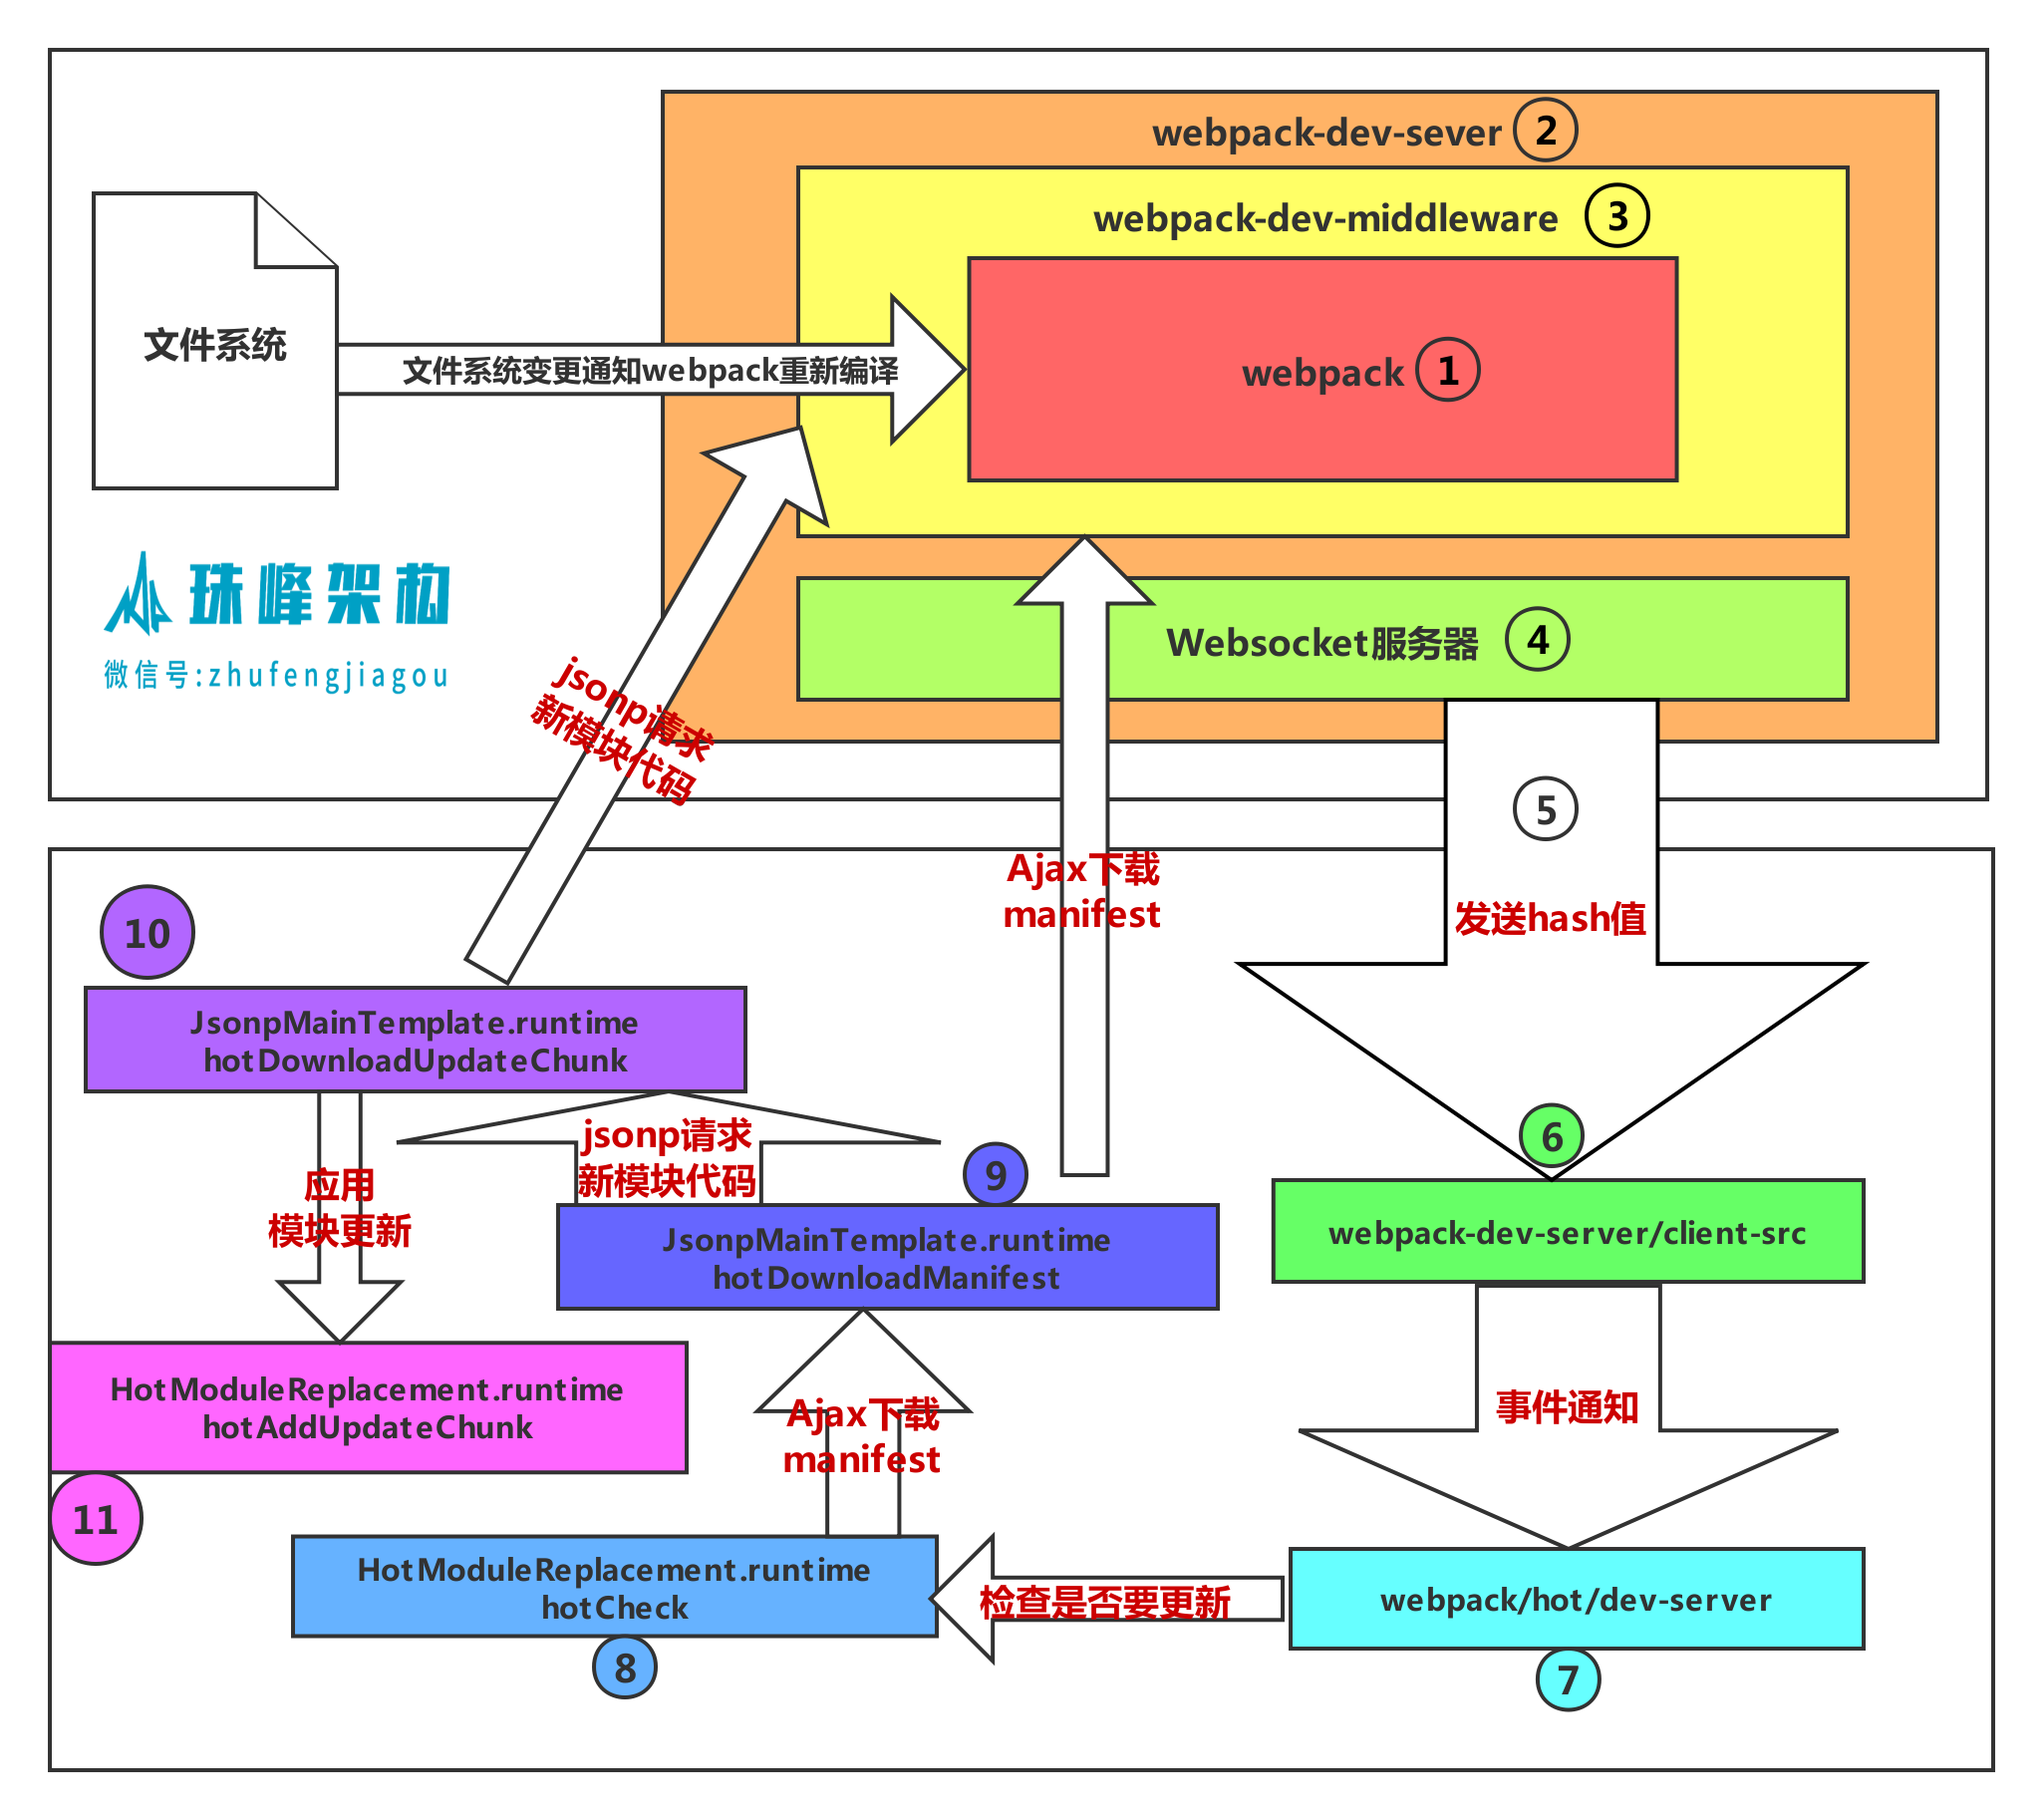 webpack-dev-sever 2
webpack-dev-middleware 3
文件系统
文件系统变更通知webpack重新编译
webpack 1
珠峰架构
微信号:zhufengjiagou
Websocket服务器 4
jsonp请求
新模块代码
5
Ajax下载
manifest
发送hash值
10
JsonpMainTemplate.runtime
hotDownloadUpdateChunk
jsonp请求
新模块代码
9
6
应用
模块更新
JsonpMainTemplate.runtime
hotDownloadManifest
webpack-dev-server/client-src
HotModuleReplacement.runtime
hotAddUpdateChunk
11
Ajax下载
manifest
事件通知
HotModuleReplacement.runtime
hotCheck
8
检查是否要更新
webpack/hot/dev-server
7